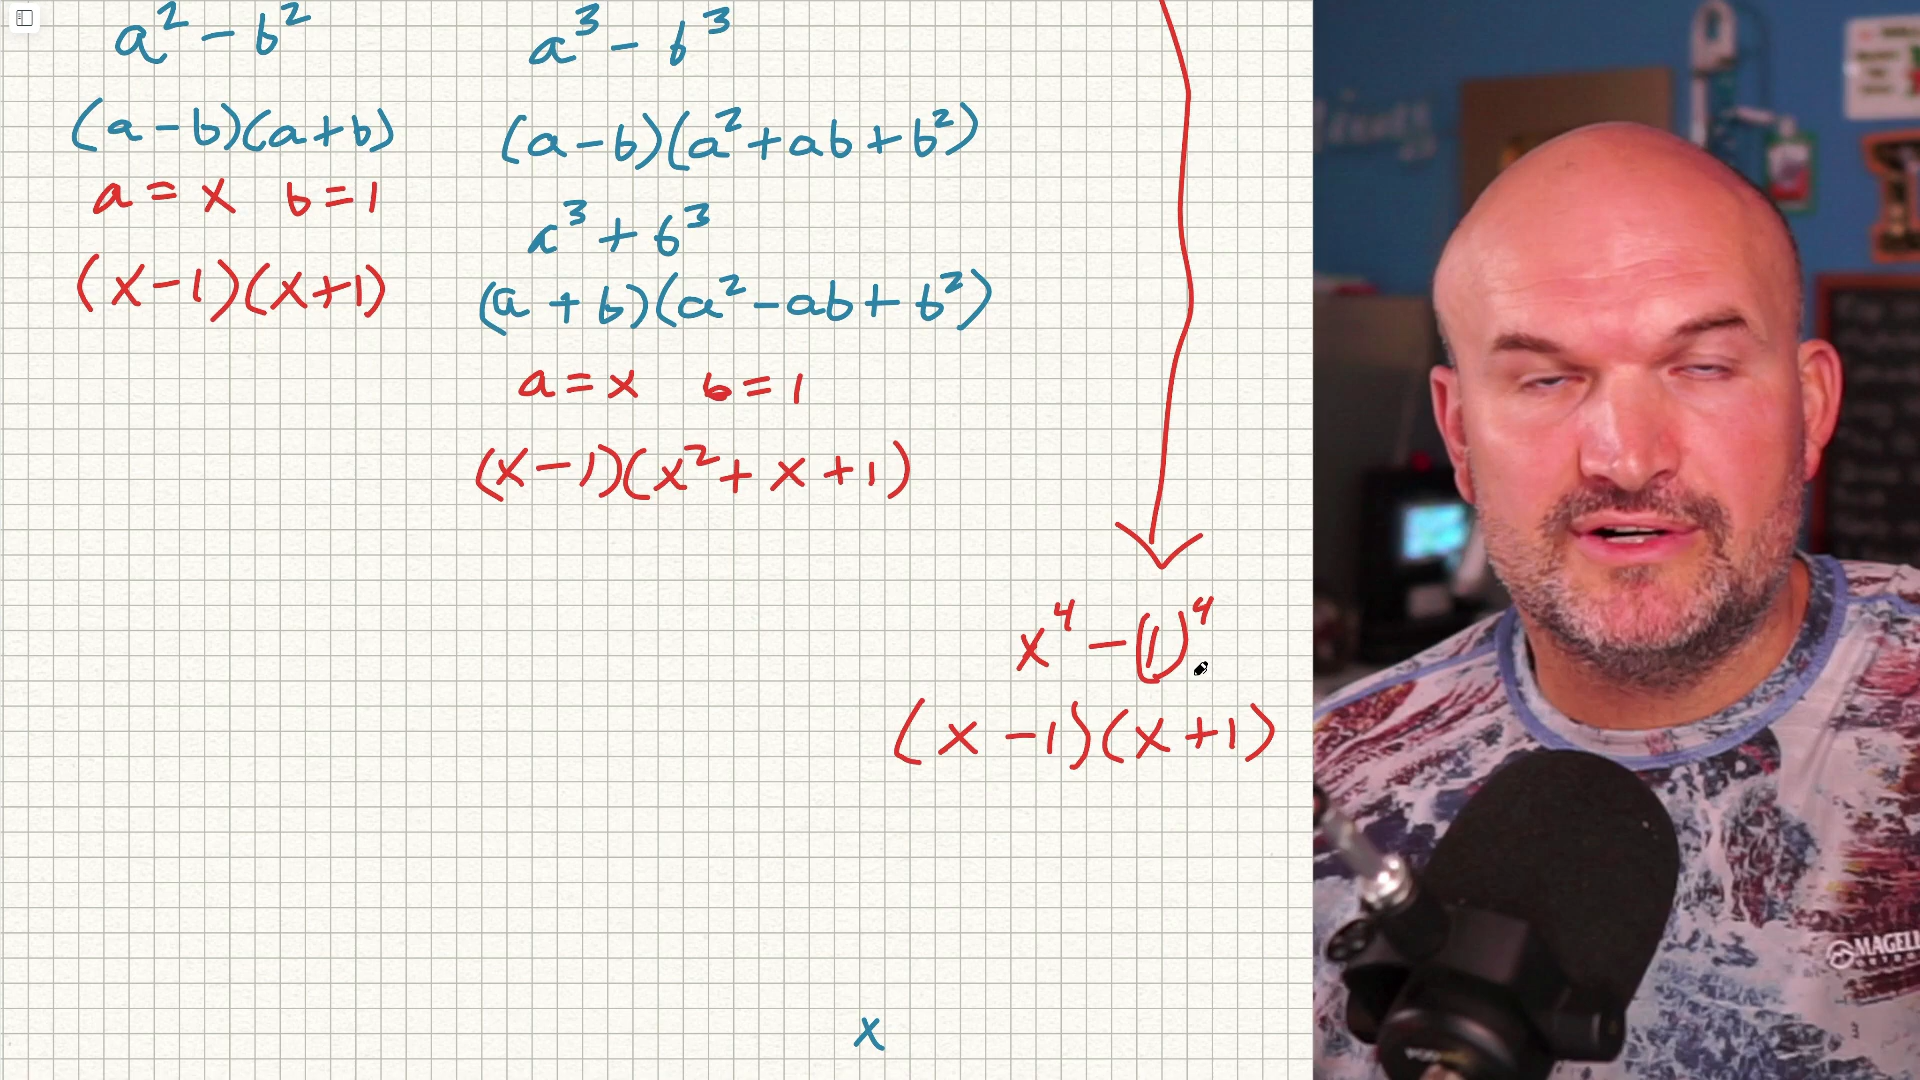 a² - b²
(a - b)(a + b)
a = x b = 1
(x - 1)(x + 1)
a³ - b³
(a - b)(a² + ab + b²)
a³ + b³
(a + b)(a² - ab + b²)
a = x b = 1
(x - 1)(x² + x + 1)
x⁴ - (1)⁴
(x - 1)(x + 1)
x